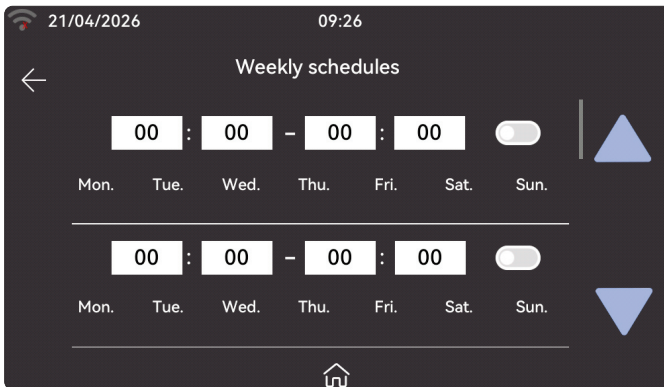 21/04/2026 09:26
Weekly schedules
00 : 00 – 00 : 00
Mon. Tue. Wed. Thu. Fri. Sat. Sun.
00 : 00 – 00 : 00
Mon. Tue. Wed. Thu. Fri. Sat. Sun.